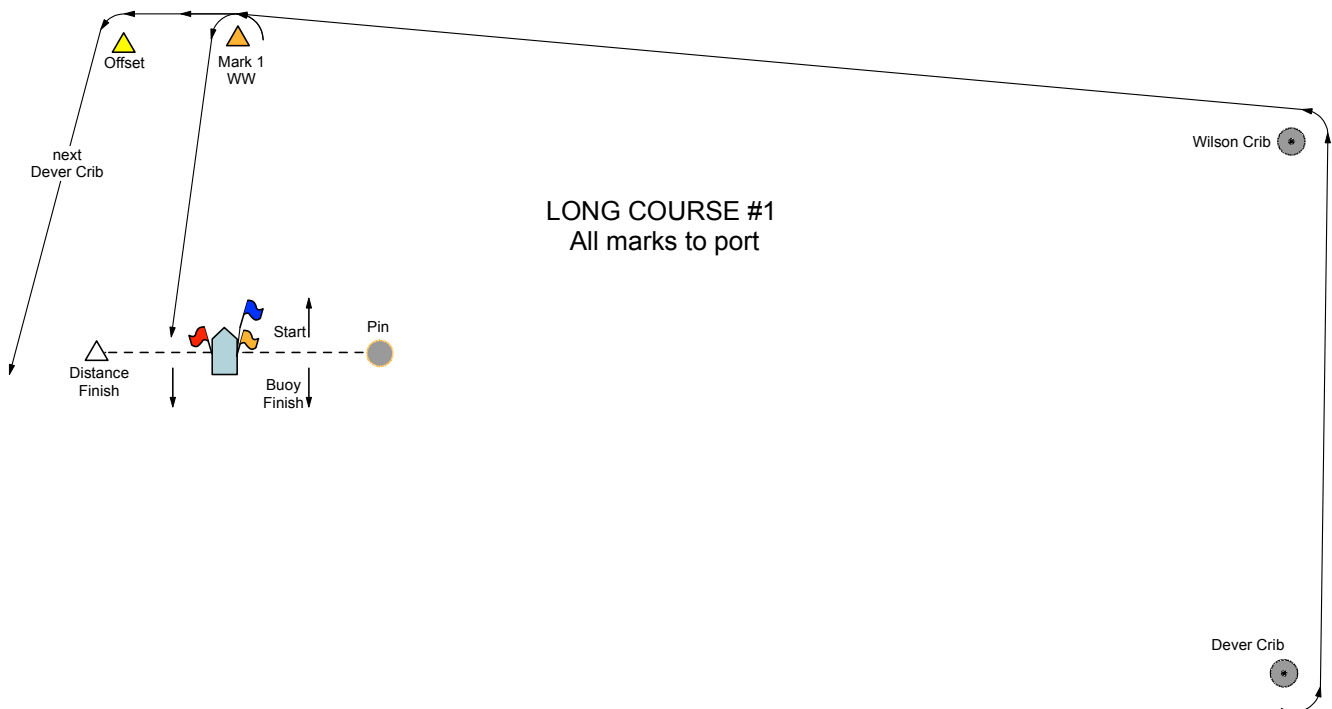 Offset
Mark 1
WW
Wilson Crib
next
Dever Crib
LONG COURSE #1
All marks to port
Start
Pin
Distance
Finish
Buoy
Finish
Dever Crib